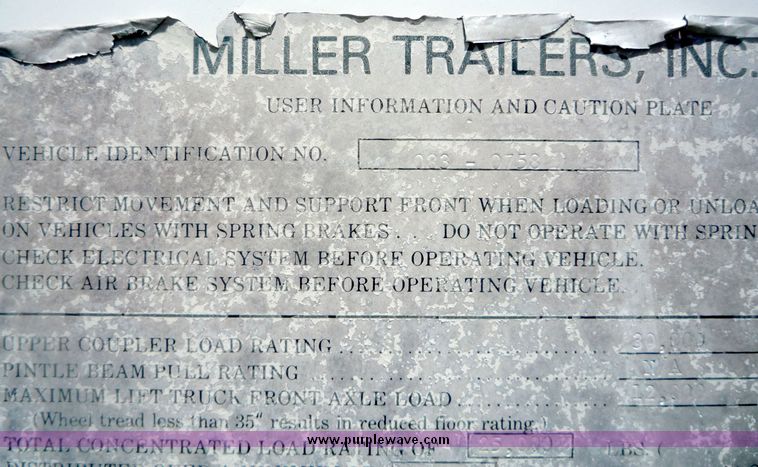 MILLER TRAILERS, INC.
USER INFORMATION AND CAUTION PLATE
VEHICLE IDENTIFICATION NO.
RESTRICT MOVEMENT AND SUPPORT FRONT WHEN LOADING OR UNLOA
ON VEHICLES WITH SPRING BRAKES. . DO NOT OPERATE WITH SPRIN
CHECK ELECTRICAL SYSTEM BEFORE OPERATING VEHICLE.
CHECK AIR BRAKE SYSTEM BEFORE OPERATING VEHICLE.
UPPER COUPLER LOAD RATING
PINTLE BEAM PULL RATING
MAXIMUM LIFT TRUCK FRONT AXLE LOAD
(Wheel tread less than 35" results in reduced floor rating.)
www.purplewave.com
TOTAL CONCENTRATED LOAD RATING OF LBS. (